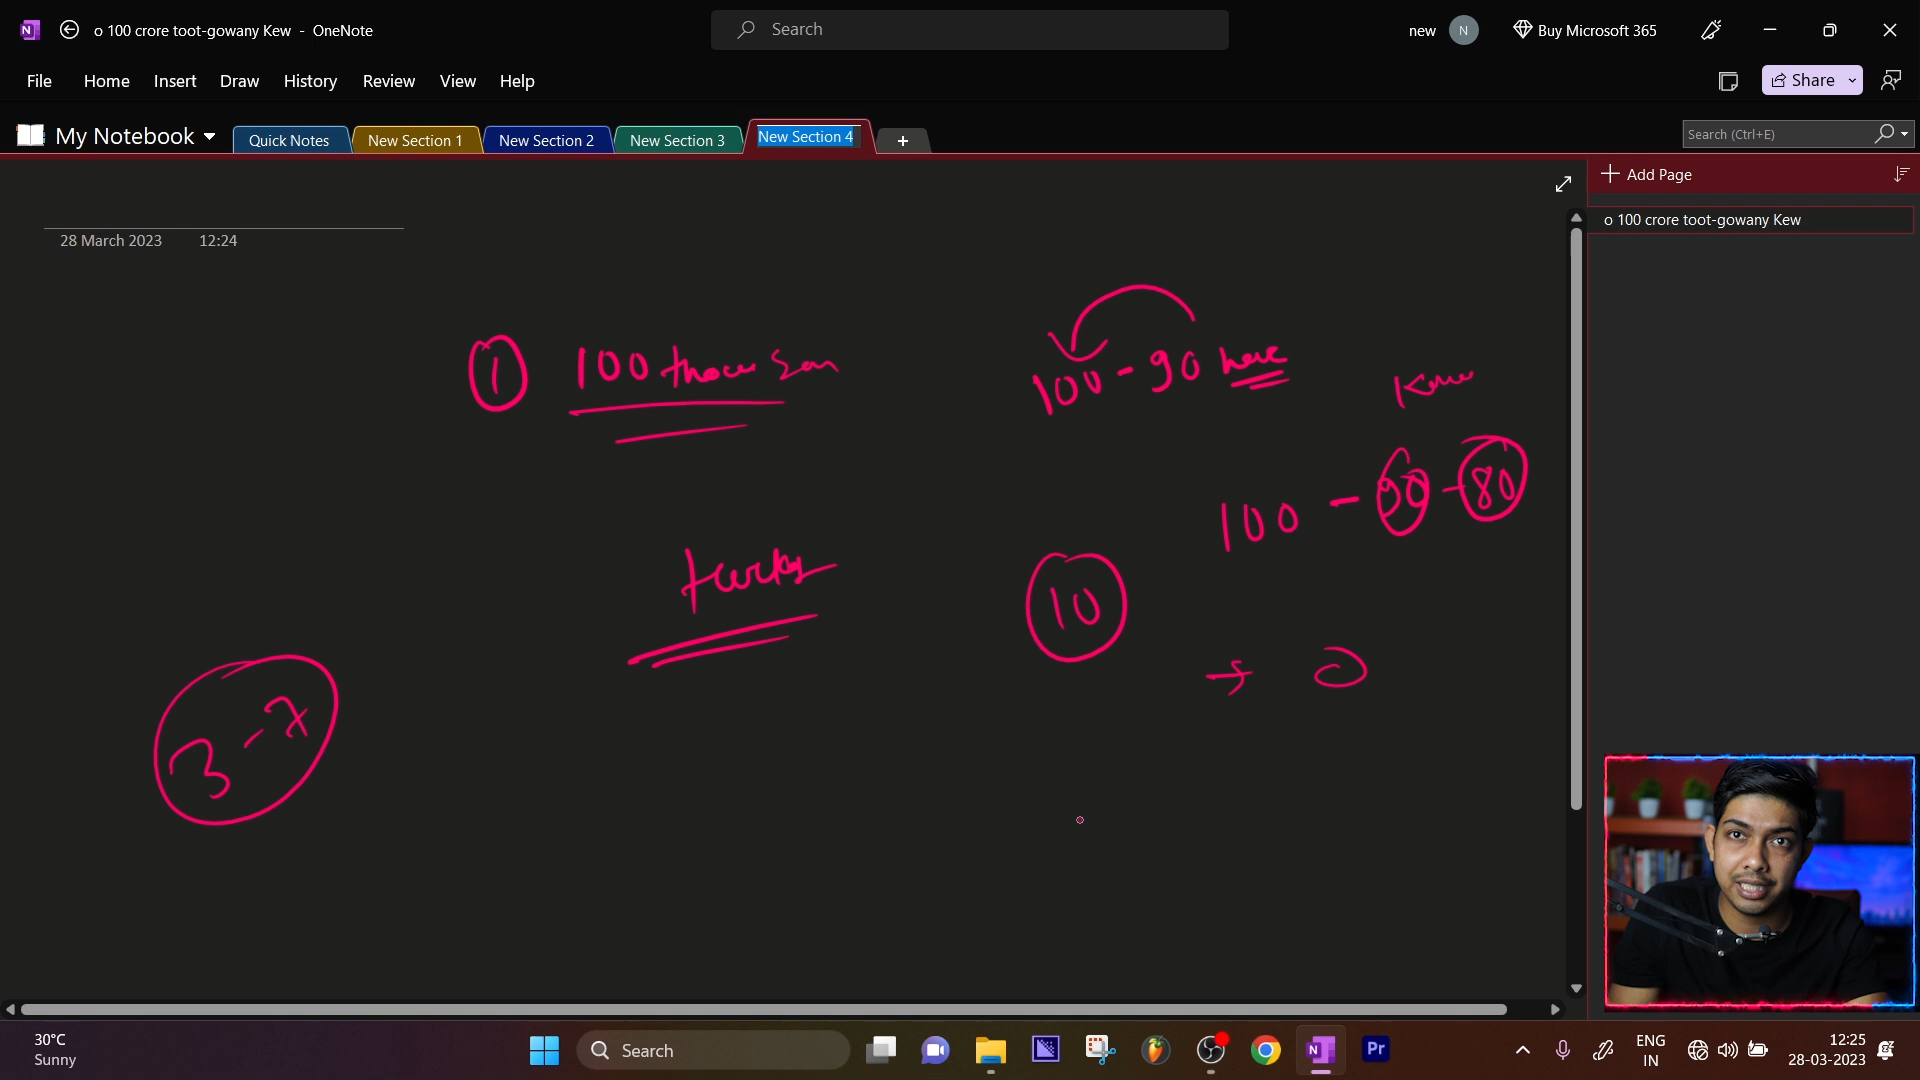 o 100 crore toot-gowany Kew - OneNote
Search
new
N
Buy Microsoft 365
File Home Insert Draw History Review View Help
Share
My Notebook
Quick Notes
New Section 1
New Section 2
New Section 3
New Section 4
+
Search (Ctrl+E)
Add Page
o 100 crore toot-gowany Kew
28 March 2023 12:24
1 100
100 - 90 here
100 - 90 - 80
10
3 - 7
30°C
Sunny
Search
Pr
ENG
IN
12:25
28-03-2023